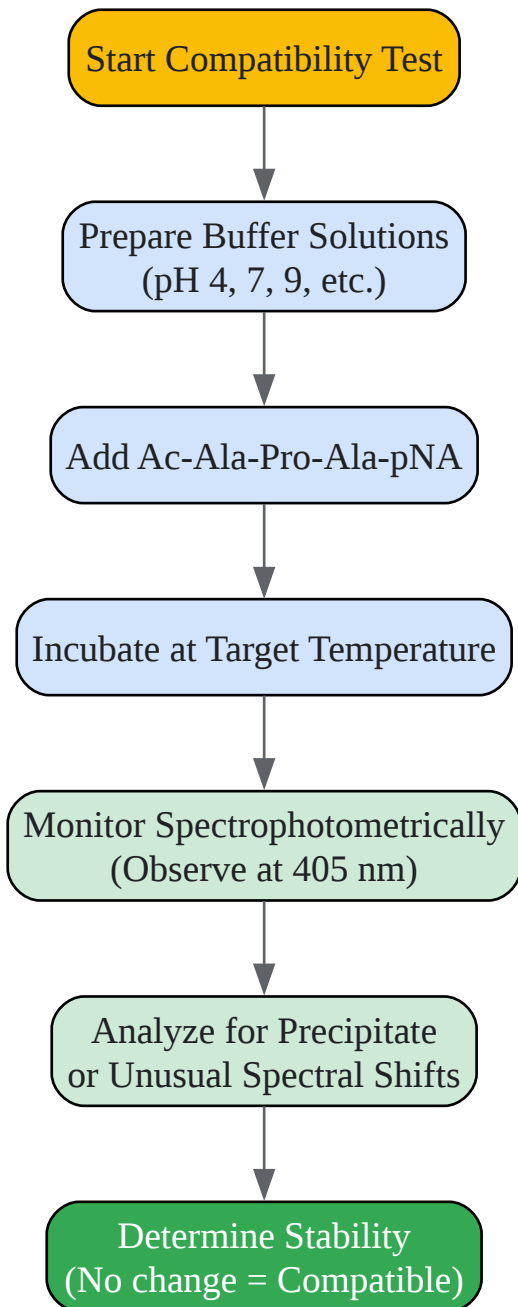 Start Compatibility Test
Prepare Buffer Solutions
(pH 4, 7, 9, etc.)
Add Ac-Ala-Pro-Ala-pNA
Incubate at Target Temperature
Monitor Spectrophotometrically
(Observe at 405 nm)
Analyze for Precipitate
or Unusual Spectral Shifts
Determine Stability
(No change = Compatible)